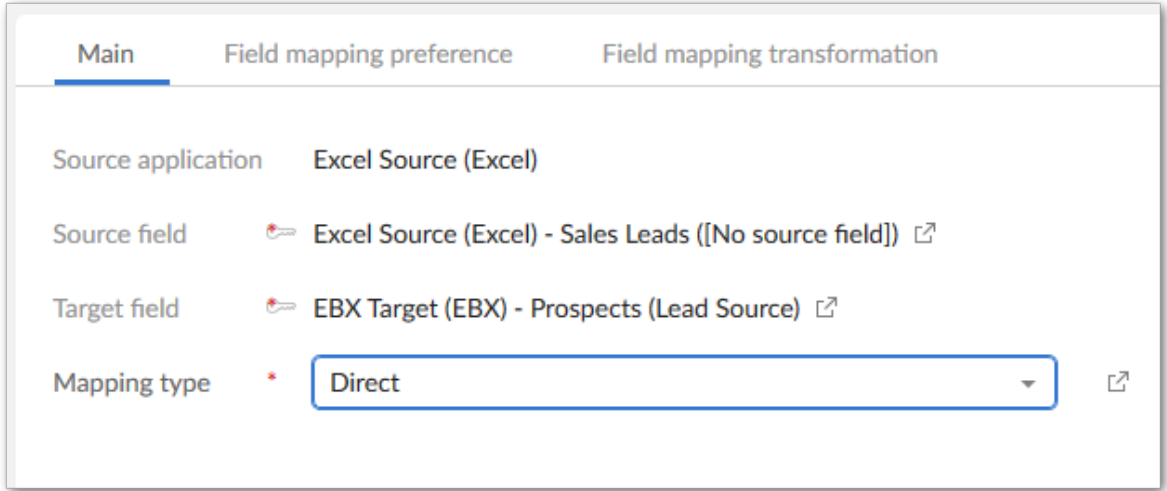 Main Field mapping preference Field mapping transformation
Source application Excel Source (Excel)
Source field * Excel Source (Excel) - Sales Leads ([No source field])
Target field * EBX Target (EBX) - Prospects (Lead Source)
Mapping type * Direct